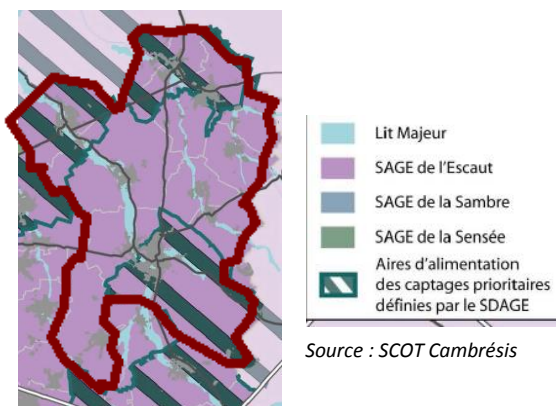 Lit Majeur
SAGE de l'Escaut
SAGE de la Sambre
SAGE de la Sensée
Aires d'alimentation
des captages prioritaires
définies par le SDAGE
Source : SCOT Cambrésis